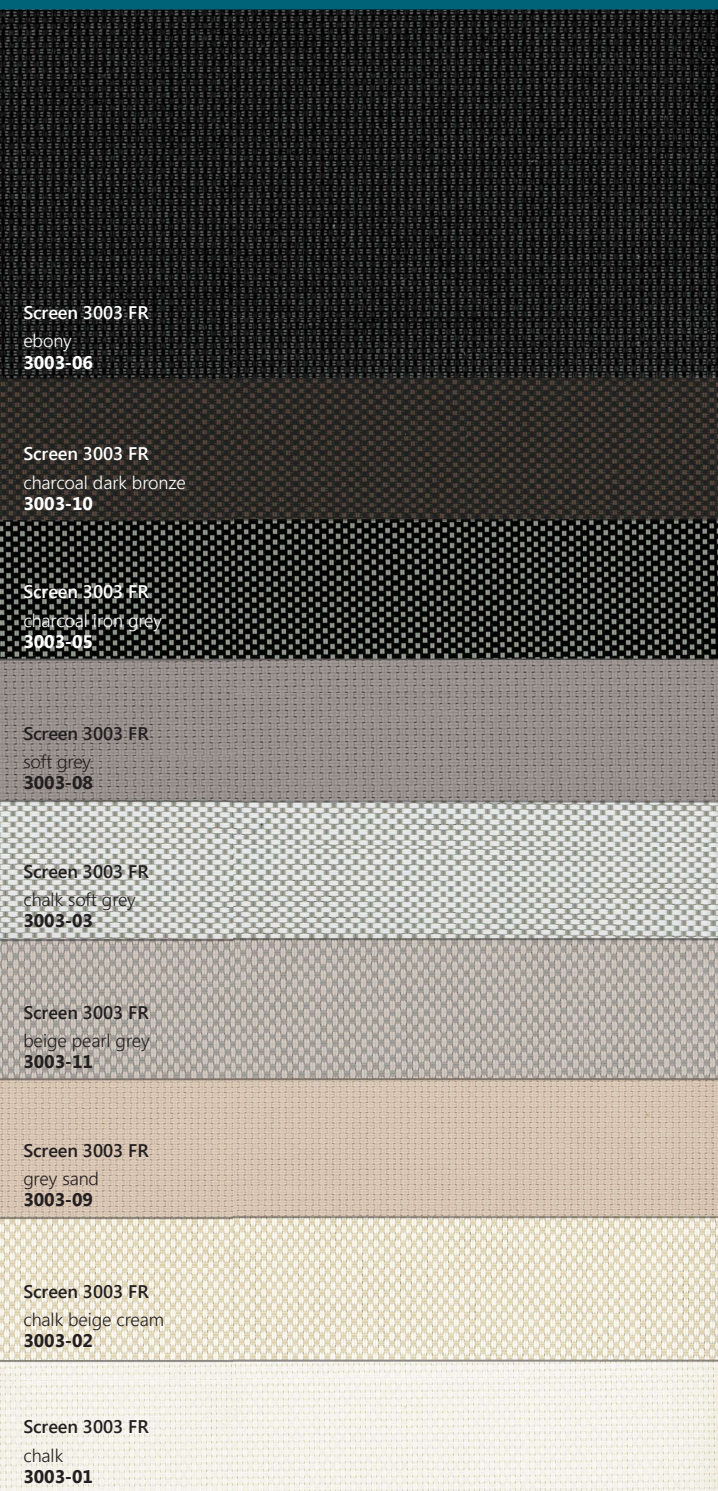 Screen 3003 FR
ebony
3003-06
Screen 3003 FR
charcoal dark bronze
3003-10
Screen 3003 FR
charcoal iron grey
3003-05
Screen 3003 FR
soft grey
3003-08
Screen 3003 FR
chalk soft grey
3003-03
Screen 3003 FR
beige pearl grey
3003-11
Screen 3003 FR
grey sand
3003-09
Screen 3003 FR
chalk beige cream
3003-02
Screen 3003 FR
chalk
3003-01